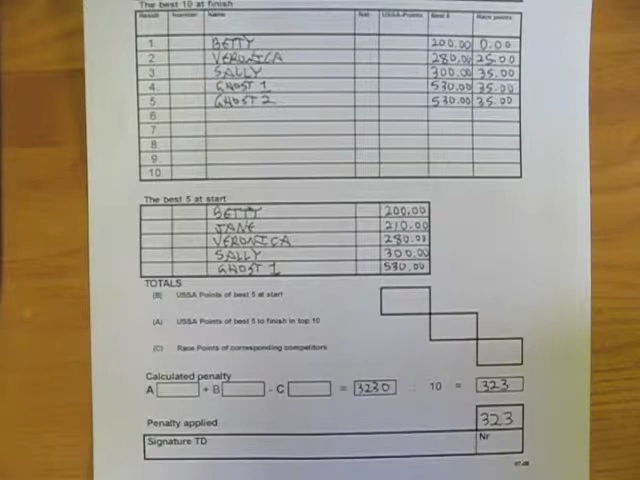 The best 10 at finish
Result Number Name Nat USSA-Points Best 5 Race points
1 BETTY 200.00 0.00
2 VERONICA 280.00 25.00
3 SALLY 300.00 35.00
4 GHOST 1 530.00 35.00
5 GHOST 2 530.00 35.00
6
7
8
9
10
The best 5 at start
BETTY 200.00
JANE 210.00
VERONICA 280.00
SALLY 300.00
GHOST 1 530.00
TOTALS
(B) USSA Points of best 5 at start
(A) USSA Points of best 5 to finish in top 10
(C) Race Points of corresponding competitors
Calculated penalty
A + B - C = 3230 : 10 = 323
Penalty applied 323
Signature TD Nr